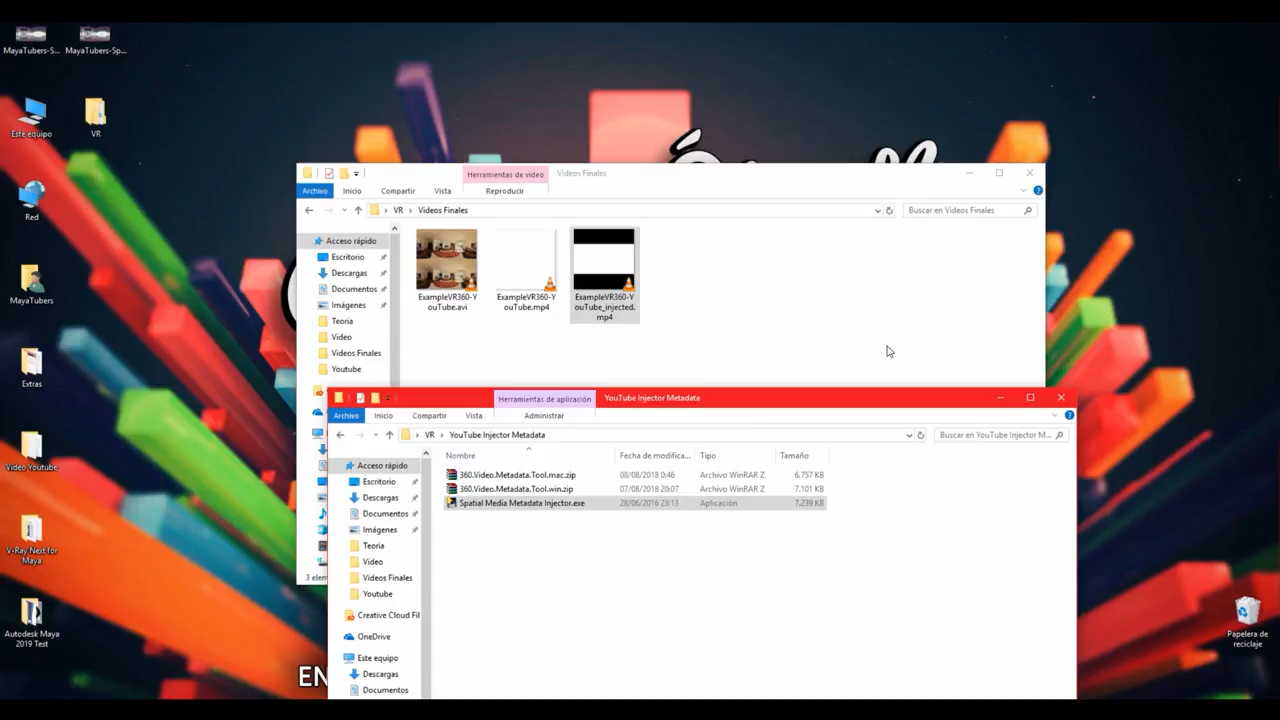 MayaTubers-S...
MayaTubers-Sp...
Este equipo
VR
Red
MayaTubers
Extras
Video Youtube
V-Ray Next for
Maya
Autodesk Maya
2019 Test
Papelera de
reciclaje
Herramientas de vídeo
Videos Finales
Archivo
Inicio
Compartir
Vista
Reproducir
VR
Videos Finales
Buscar en Videos Finales
Acceso rápido
Escritorio
Descargas
Documentos
Imágenes
Teoria
Video
Videos Finales
Youtube
ExampleVR360-Y
ouTube.avi
ExampleVR360-Y
ouTube.mp4
ExampleVR360-Y
ouTube_injected.
mp4
3 elem
Herramientas de aplicación
YouTube Injector Metadata
Archivo
Inicio
Compartir
Vista
Administrar
VR
YouTube Injector Metadata
Buscar en YouTube Injector M...
Acceso rápido
Escritorio
Descargas
Documentos
Imágenes
Teoria
Video
Videos Finales
Youtube
Creative Cloud Fil
OneDrive
Este equipo
Descargas
Documentos
Nombre
Fecha de modifica...
Tipo
Tamaño
360.Video.Metadata.Tool.mac.zip
08/08/2018 0:46
Archivo WinRAR Z
6.757 KB
360.Video.Metadata.Tool.win.zip
07/08/2018 20:07
Archivo WinRAR Z
7.101 KB
Spatial Media Metadata Injector.exe
28/06/2016 23:13
Aplicación
7.239 KB
EN